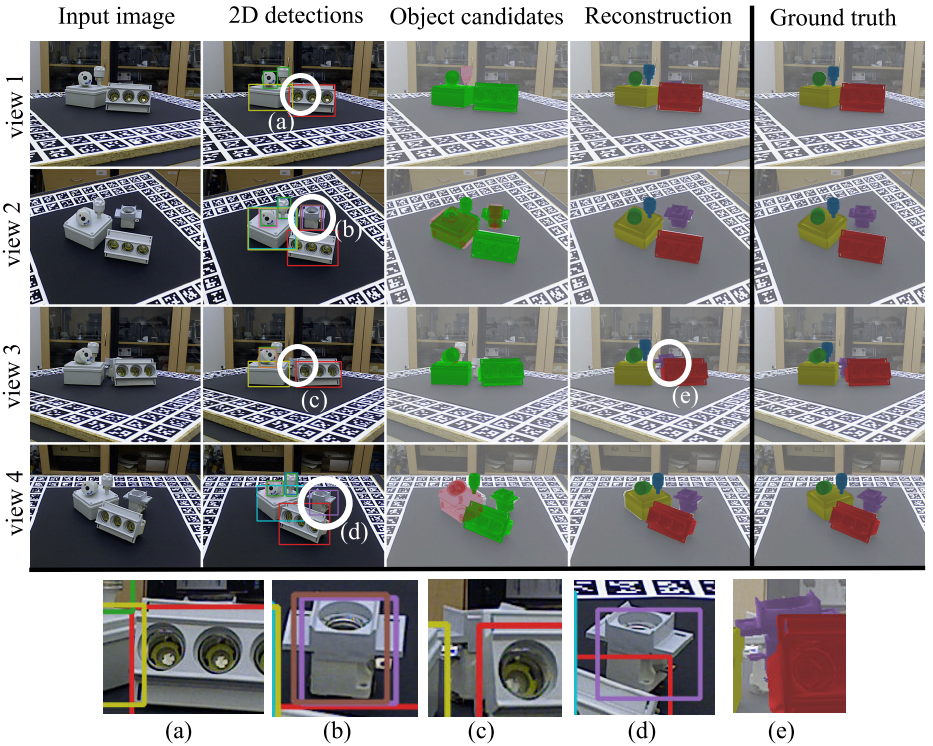 Input image 2D detections Object candidates Reconstruction Ground truth
view 1
(a)
view 2
(b)
view 3
(c)
(e)
view 4
(d)
(a) (b) (c) (d) (e)